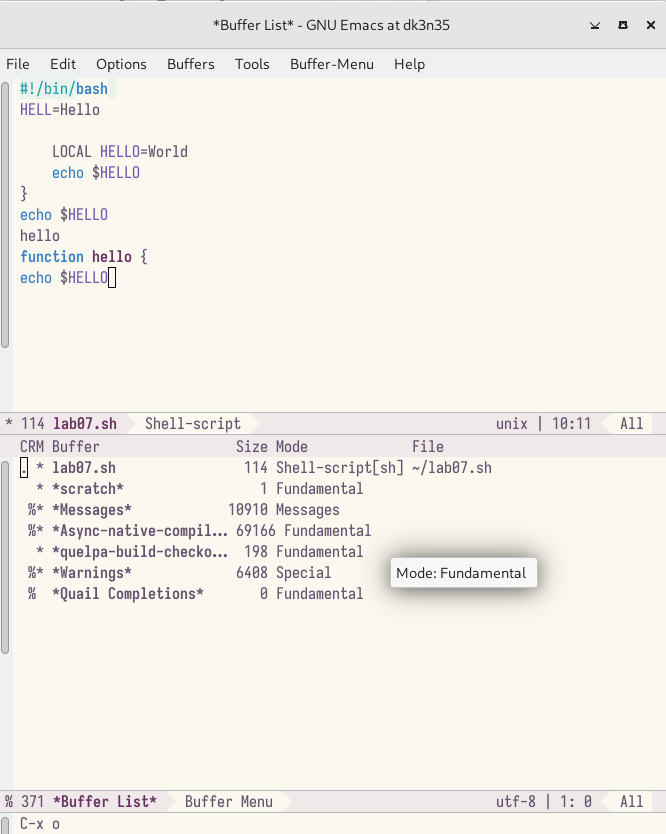 *Buffer List* - GNU Emacs at dk3n35
File Edit Options Buffers Tools Buffer-Menu Help
#!/bin/bash
HELL=Hello
LOCAL HELLO=World
echo $HELLO
}
echo $HELLO
hello
function hello {
echo $HELLO
* 114 lab07.sh Shell-script unix | 10:11 All
CRM Buffer Size Mode File
. * lab07.sh 114 Shell-script[sh] ~/lab07.sh
* *scratch* 1 Fundamental
%* *Messages* 10910 Messages
%* *Async-native-compil... 69166 Fundamental
* *quelpa-build-checko... 198 Fundamental
%* *Warnings* 6408 Special
Mode: Fundamental
% *Quail Completions* 0 Fundamental
% 371 *Buffer List* Buffer Menu utf-8 | 1: 0 All
C-x o